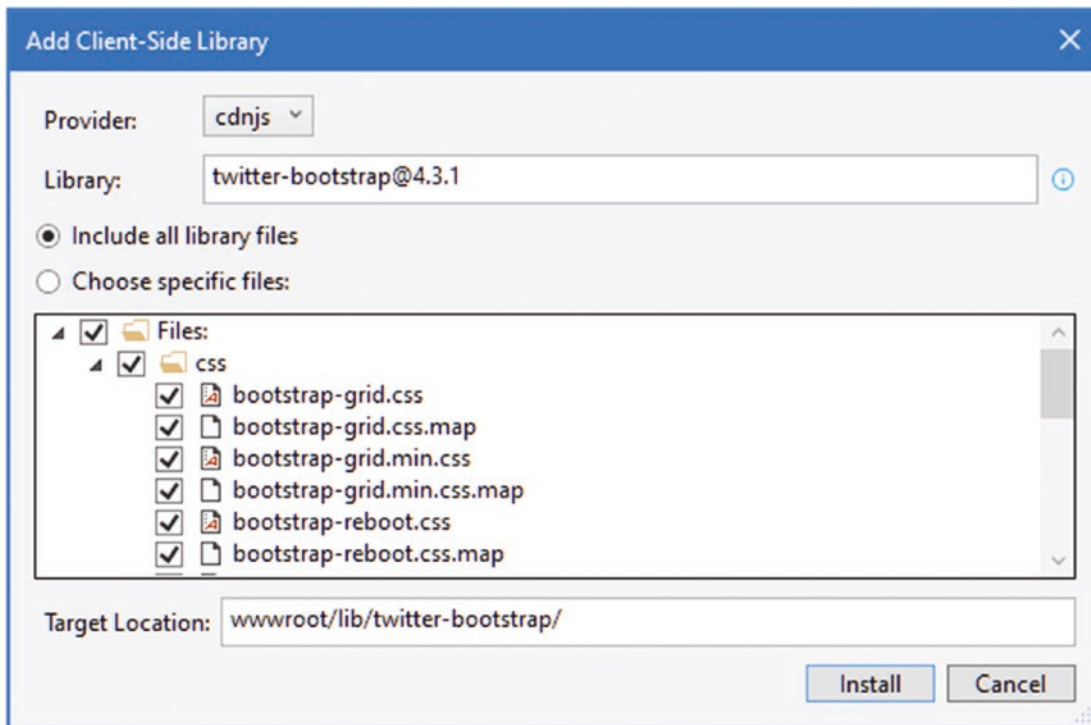 Add Client-Side Library
Provider: cdnjs
Library: twitter-bootstrap@4.3.1
Include all library files
Choose specific files:
Files:
css
bootstrap-grid.css
bootstrap-grid.css.map
bootstrap-grid.min.css
bootstrap-grid.min.css.map
bootstrap-reboot.css
bootstrap-reboot.css.map
Target Location: wwwroot/lib/twitter-bootstrap/
Install Cancel